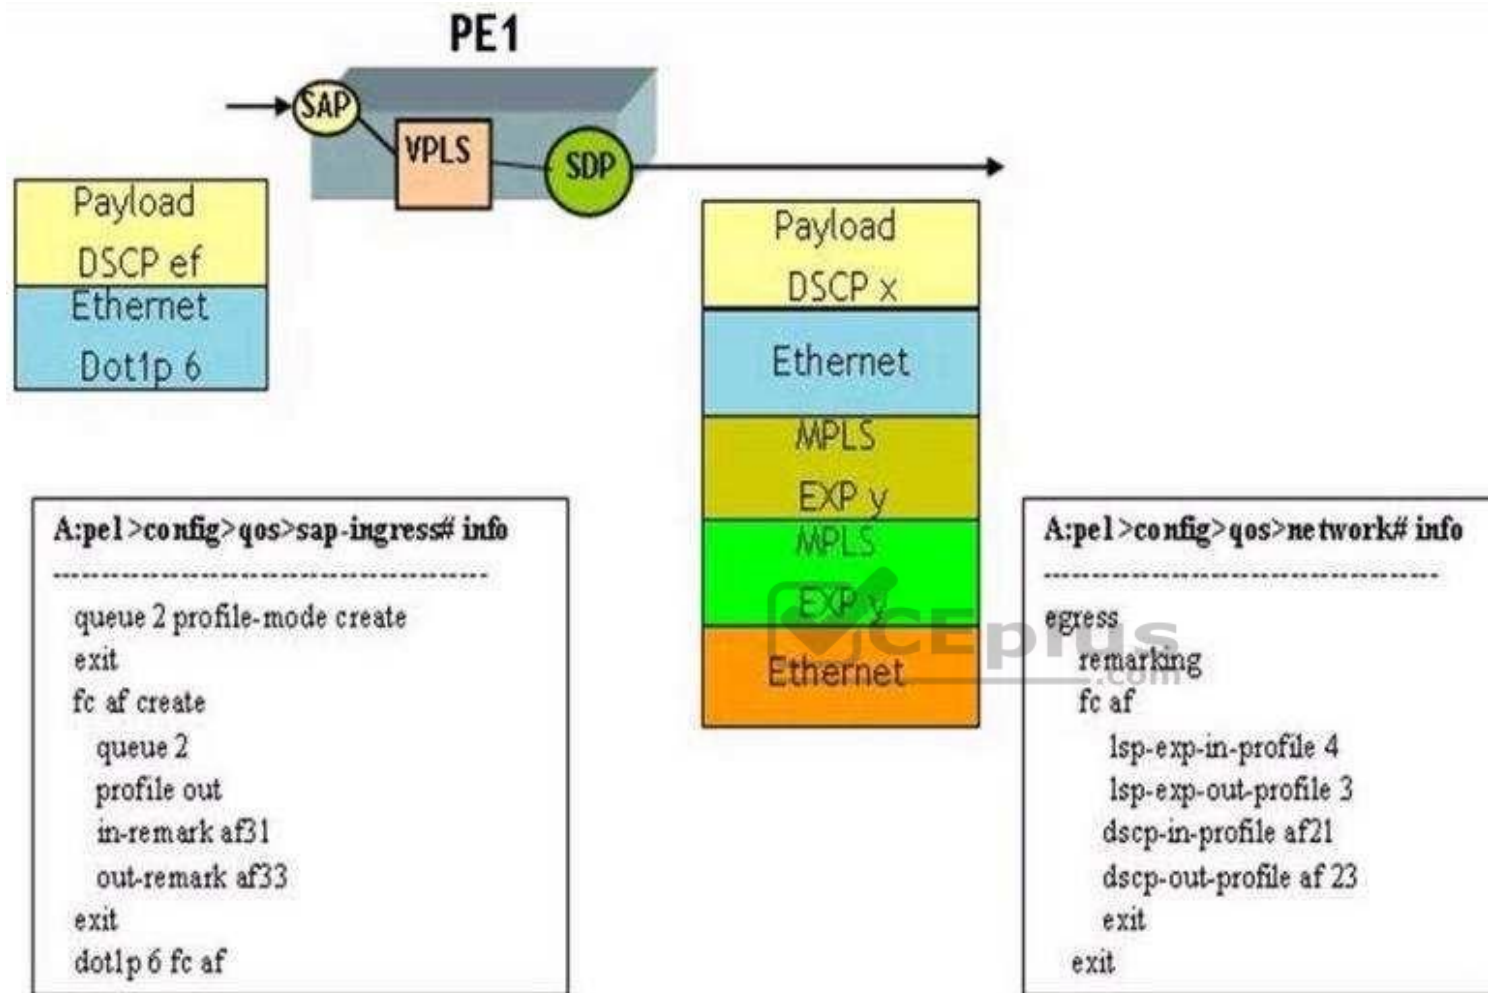 PE1
SAP
VPLS
SDP
Payload
DSCP ef
Ethernet
Dot1p 6
Payload
DSCP x
Ethernet
MPLS
EXP y
MPLS
EXP y
Ethernet
CEplus
.com
A:pe1>config>qos>sap-ingress# info
------------------------------------------
queue 2 profile-mode create
exit
fc af create
queue 2
profile out
in-remark af31
out-remark af33
exit
dot1p 6 fc af
A:pe1>config>qos>network# info
--------------------------------------
egress
remarking
fc af
lsp-exp-in-profile 4
lsp-exp-out-profile 3
dscp-in-profile af21
dscp-out-profile af 23
exit
exit